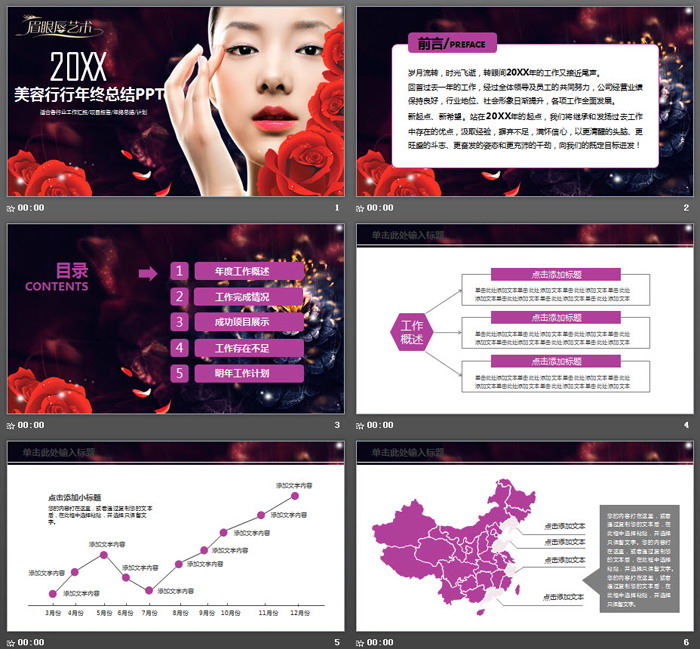 眉眼唇艺术
20XX
美容行行年终总结PPT
适合各行业工作汇报/项目报告/年终总结/计划
00:00
1
前言/PREFACE
岁月流转，时光飞逝，转眼间20XX年的工作又接近尾声。
回首过去一年的工作，经过全体领导及员工的共同努力，公司经营业绩
保持良好，行业地位、社会形象日渐提升，各项工作全面发展。
新起点、新希望。站在20XX年的起点，我们将继承和发扬过去工作
中存在的优点，汲取经验，摒弃不足，满怀信心，以更清醒的头脑、更
旺盛的斗志、更奋发的姿态和更充沛的干劲，向我们的既定目标进发！
00:00
2
目录
CONTENTS
1 年度工作概述
2 工作完成情况
3 成功项目展示
4 工作存在不足
5 明年工作计划
00:00
3
单击此处输入标题
工作
概述
点击添加标题
单击此处添加文本单击此处添加文本单击此处添加文本单击此处
添加文本单击此处添加文本单击此处添加文本单击此处添加文本
点击添加标题
单击此处添加文本单击此处添加文本单击此处添加文本单击此处
添加文本单击此处添加文本单击此处添加文本单击此处添加文本
点击添加标题
单击此处添加文本单击此处添加文本单击此处添加文本单击此处
添加文本单击此处添加文本单击此处添加文本单击此处添加文本
00:00
4
单击此处输入标题
点击添加小标题
您的内容打在这里，或者通过复制您的文本
后，在此框中选择粘贴，并选择只保留文
字。
添加文字内容
添加文字内容
添加文字内容
添加文字内容
添加文字内容
添加文字内容
添加文字内容
添加文字内容
添加文字内容
添加文字内容
3月份 4月份 5月份 6月份 7月份 8月份 9月份 10月份 11月份 12月份
00:00
5
单击此处输入标题
点击添加文本
点击添加文本
点击添加文本
点击添加文本
您的内容打在这里，或者
通过复制您的文本后，在
此框中选择粘贴，并选择
只保留文字。您的内容打
在这里，或者通过复制您
的文本后，在此框中选择
粘贴，并选择只保留文字。
您的内容打在这里，或者
通过复制您的文本后，在
此框中选择粘贴，并选择
只保留文字。
00:00
6